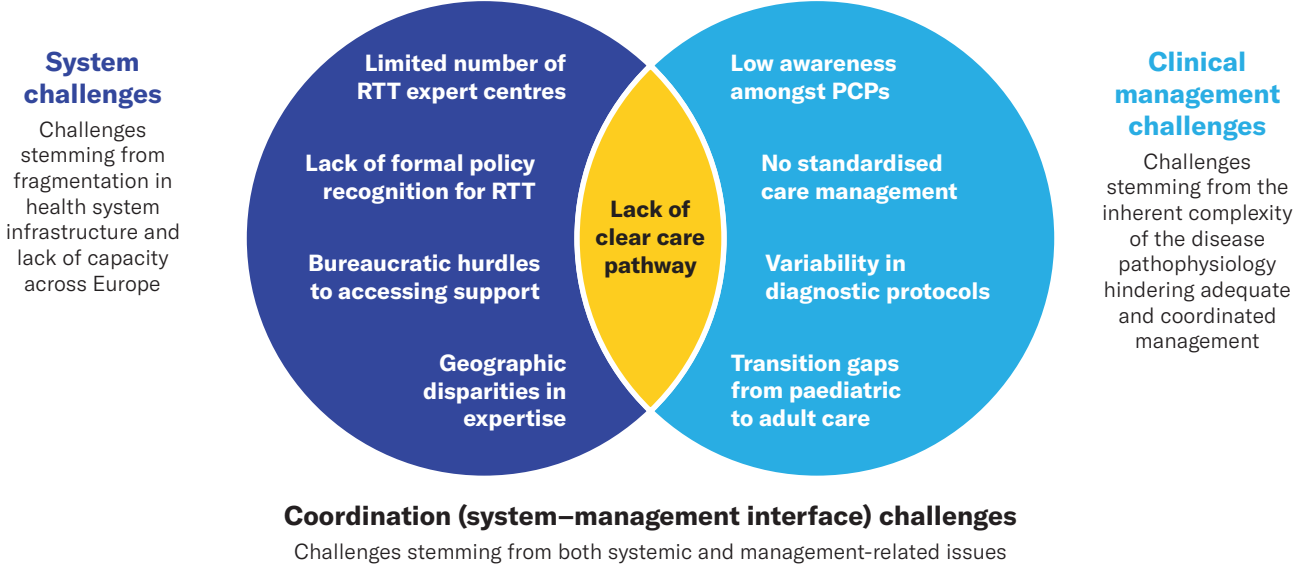 System
challenges
Challenges
stemming from
fragmentation in
health system
infrastructure and
lack of capacity
across Europe
Limited number of
RTT expert centres
Lack of formal policy
recognition for RTT
Bureaucratic hurdles
to accessing support
Geographic
disparities in
expertise
Lack of
clear care
pathway
Low awareness
amongst PCPs
No standardised
care management
Variability in
diagnostic protocols
Transition gaps
from paediatric
to adult care
Clinical
management
challenges
Challenges
stemming from the
inherent complexity
of the disease
pathophysiology
hindering adequate
and coordinated
management
Coordination (system–management interface) challenges
Challenges stemming from both systemic and management-related issues